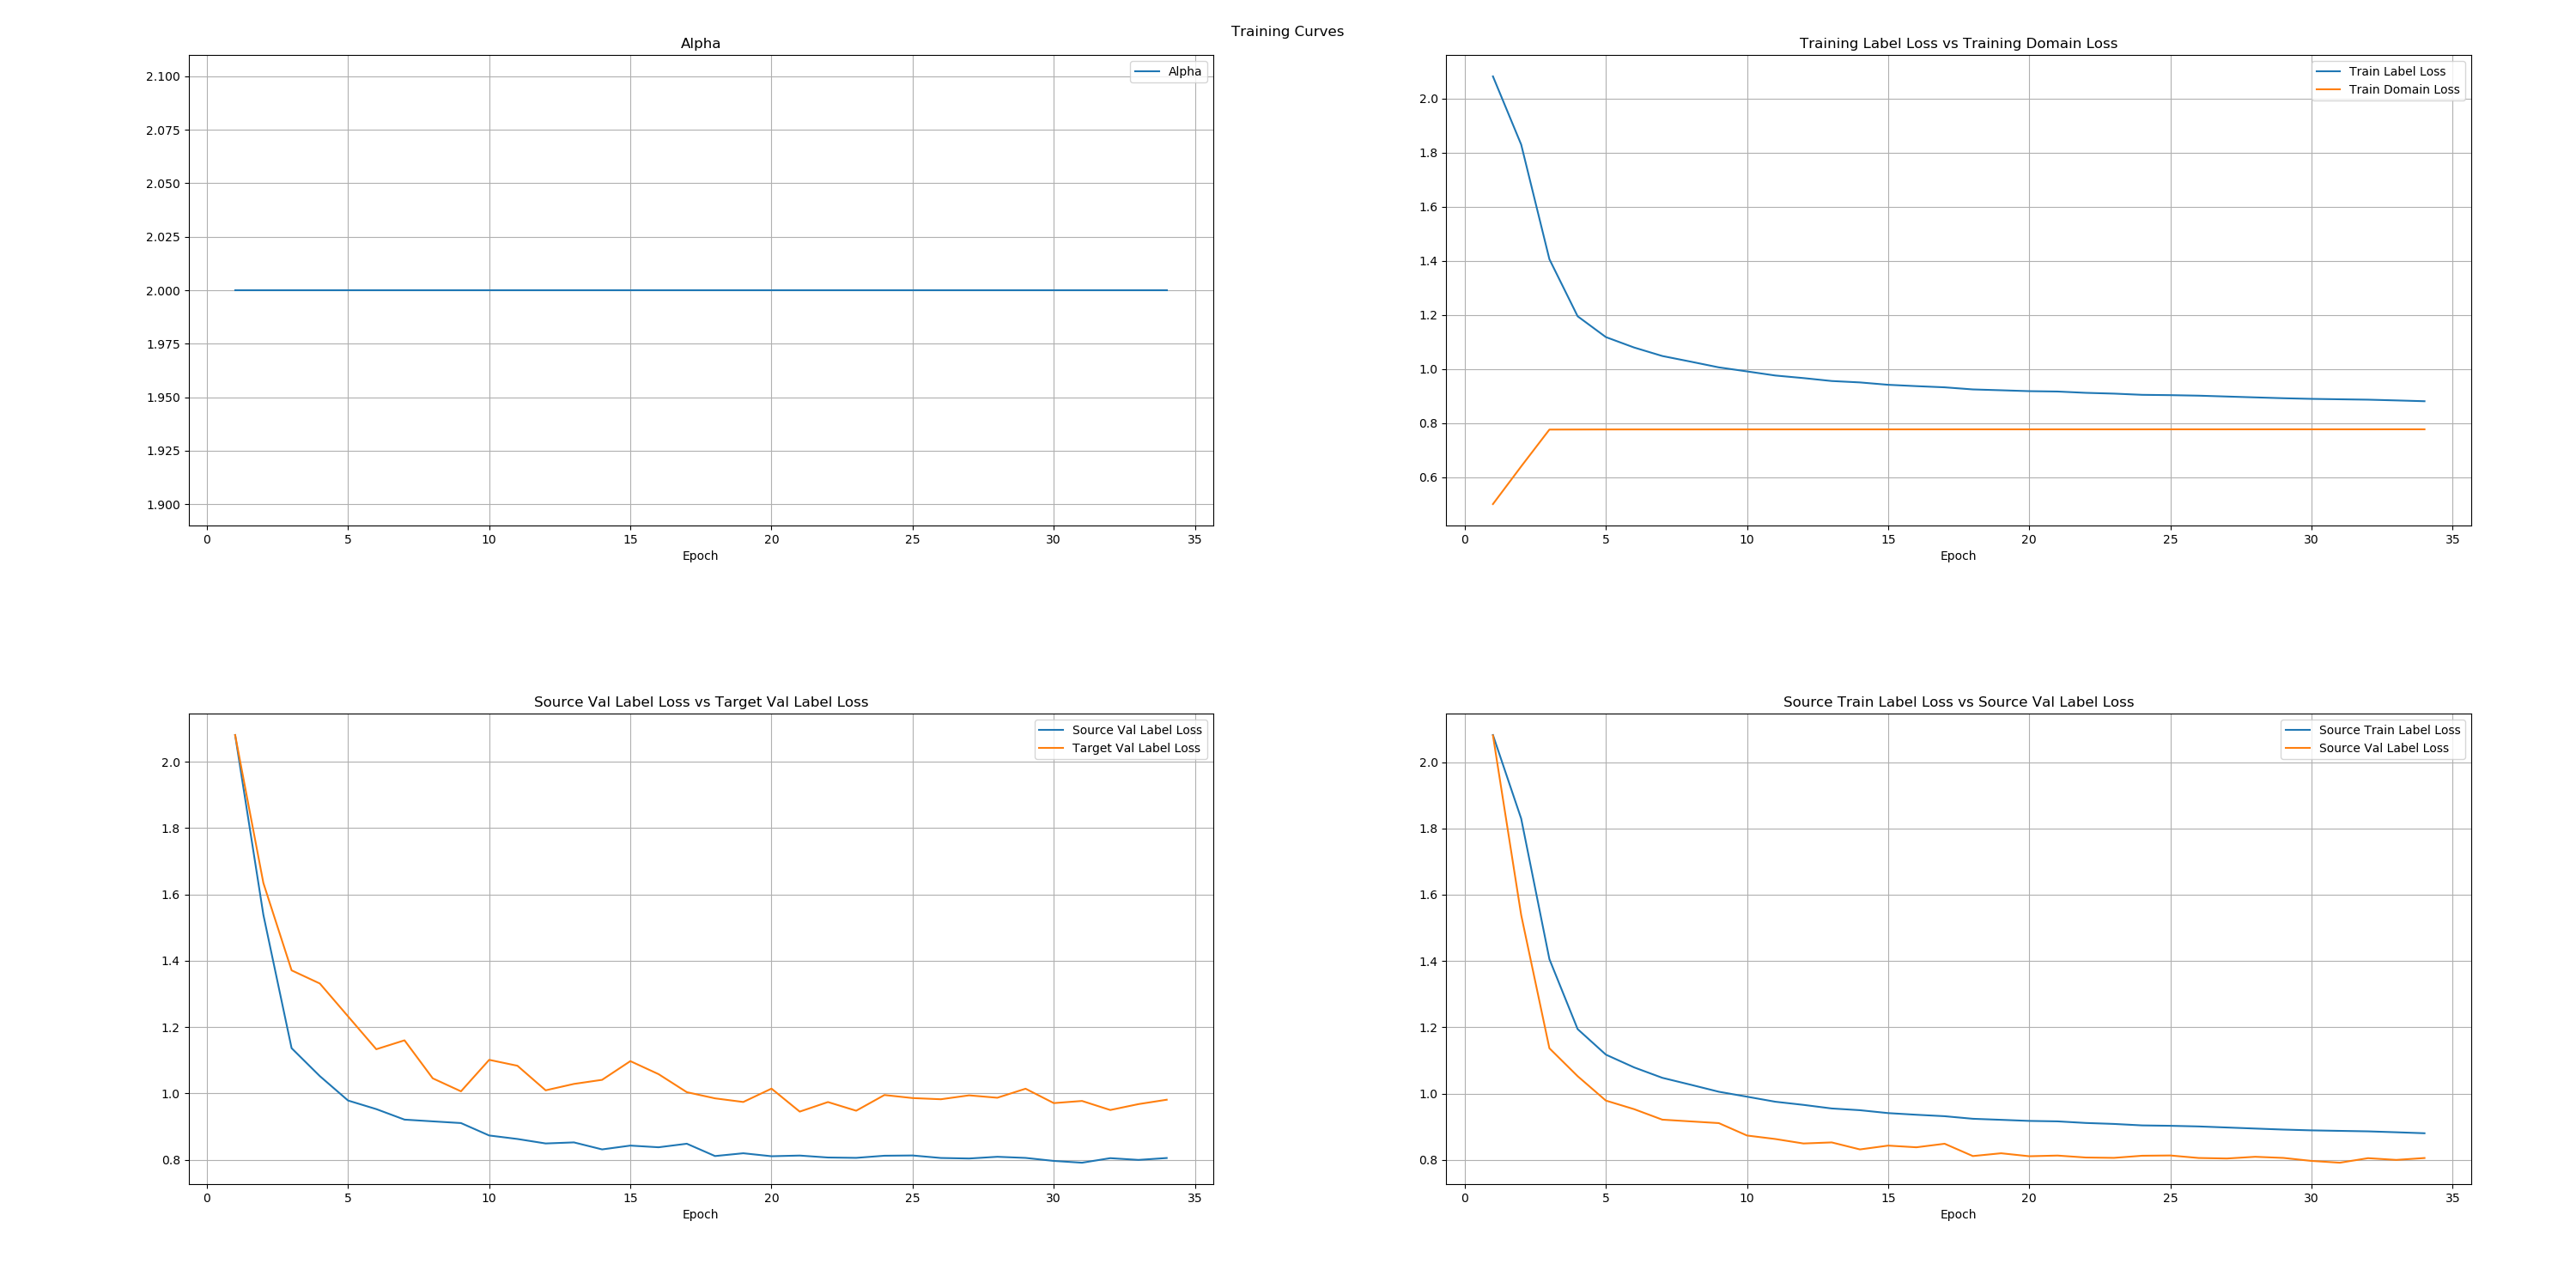 Training Curves
Alpha
Alpha
2.100
2.075
2.050
2.025
2.000
1.975
1.950
1.925
1.900
0 5 10 15 20 25 30 35
Epoch
Training Label Loss vs Training Domain Loss
Train Label Loss
Train Domain Loss
2.0
1.8
1.6
1.4
1.2
1.0
0.8
0.6
0 5 10 15 20 25 30 35
Epoch
Source Val Label Loss vs Target Val Label Loss
Source Val Label Loss
Target Val Label Loss
2.0
1.8
1.6
1.4
1.2
1.0
0.8
0 5 10 15 20 25 30 35
Epoch
Source Train Label Loss vs Source Val Label Loss
Source Train Label Loss
Source Val Label Loss
2.0
1.8
1.6
1.4
1.2
1.0
0.8
0 5 10 15 20 25 30 35
Epoch